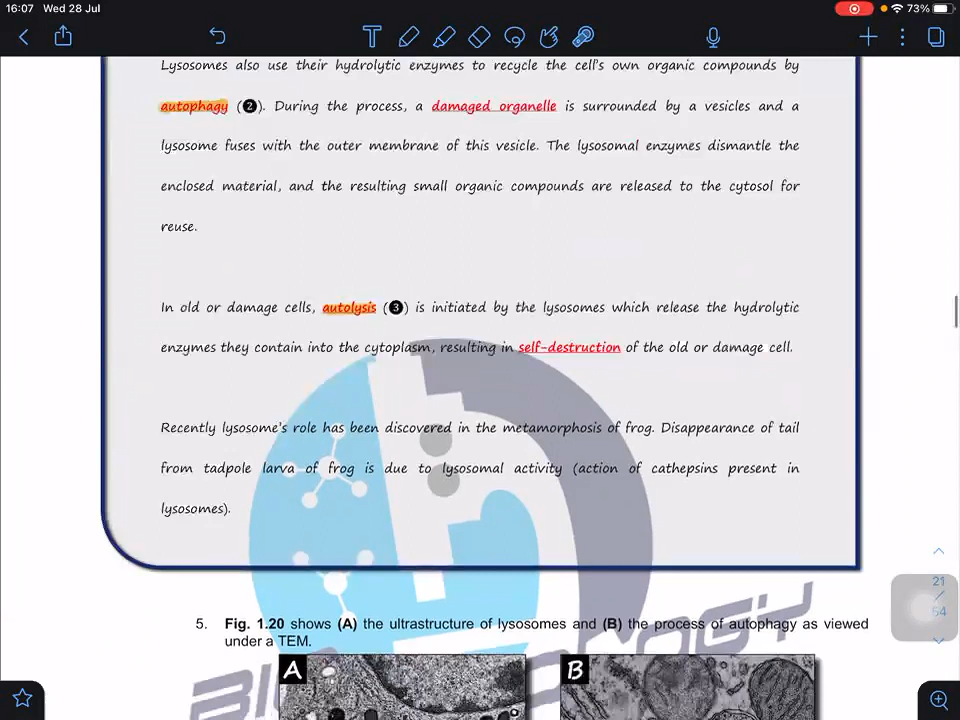 16:07 Wed 28 Jul 73%
Lysosomes also use their hydrolytic enzymes to recycle the cell's own organic compounds by
autophagy (2). During the process, a damaged organelle is surrounded by a vesicles and a
lysosome fuses with the outer membrane of this vesicle. The lysosomal enzymes dismantle the
enclosed material, and the resulting small organic compounds are released to the cytosol for
reuse.
In old or damage cells, autolysis (3) is initiated by the lysosomes which release the hydrolytic
enzymes they contain into the cytoplasm, resulting in self-destruction of the old or damage cell.
Recently lysosome's role has been discovered in the metamorphosis of frog. Disappearance of tail
from tadpole larva of frog is due to lysosomal activity (action of cathepsins present in
lysosomes).
21
/
54
5. Fig. 1.20 shows (A) the ultrastructure of lysosomes and (B) the process of autophagy as viewed
under a TEM.
A B